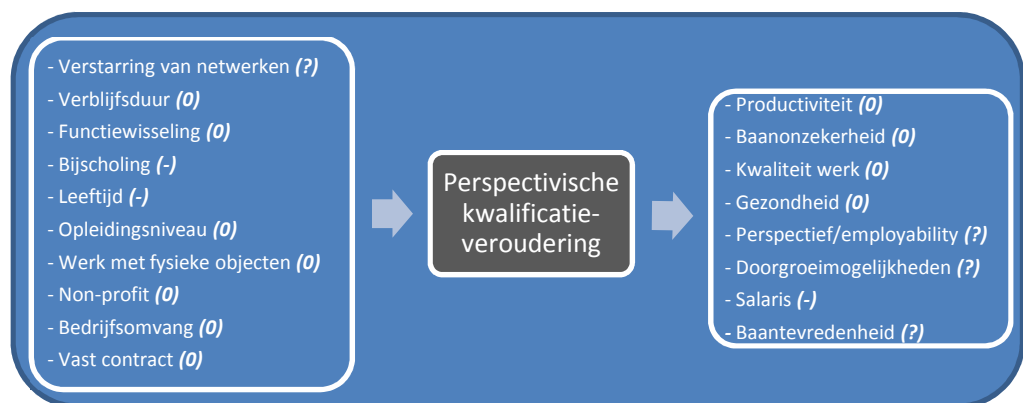 - Verstarring van netwerken (?)
- Verblijfsduur (0)
- Functiewisseling (0)
- Bijscholing (-)
- Leeftijd (-)
- Opleidingsniveau (0)
- Werk met fysieke objecten (0)
- Non-profit (0)
- Bedrijfsomvang (0)
- Vast contract (0)
Perspectivische
kwalificatie-
veroudering
- Productiviteit (0)
- Baanonzekerheid (0)
- Kwaliteit werk (0)
- Gezondheid (0)
- Perspectief/employability (?)
- Doorgroeimogelijkheden (?)
- Salaris (-)
- Baantevredenheid (?)